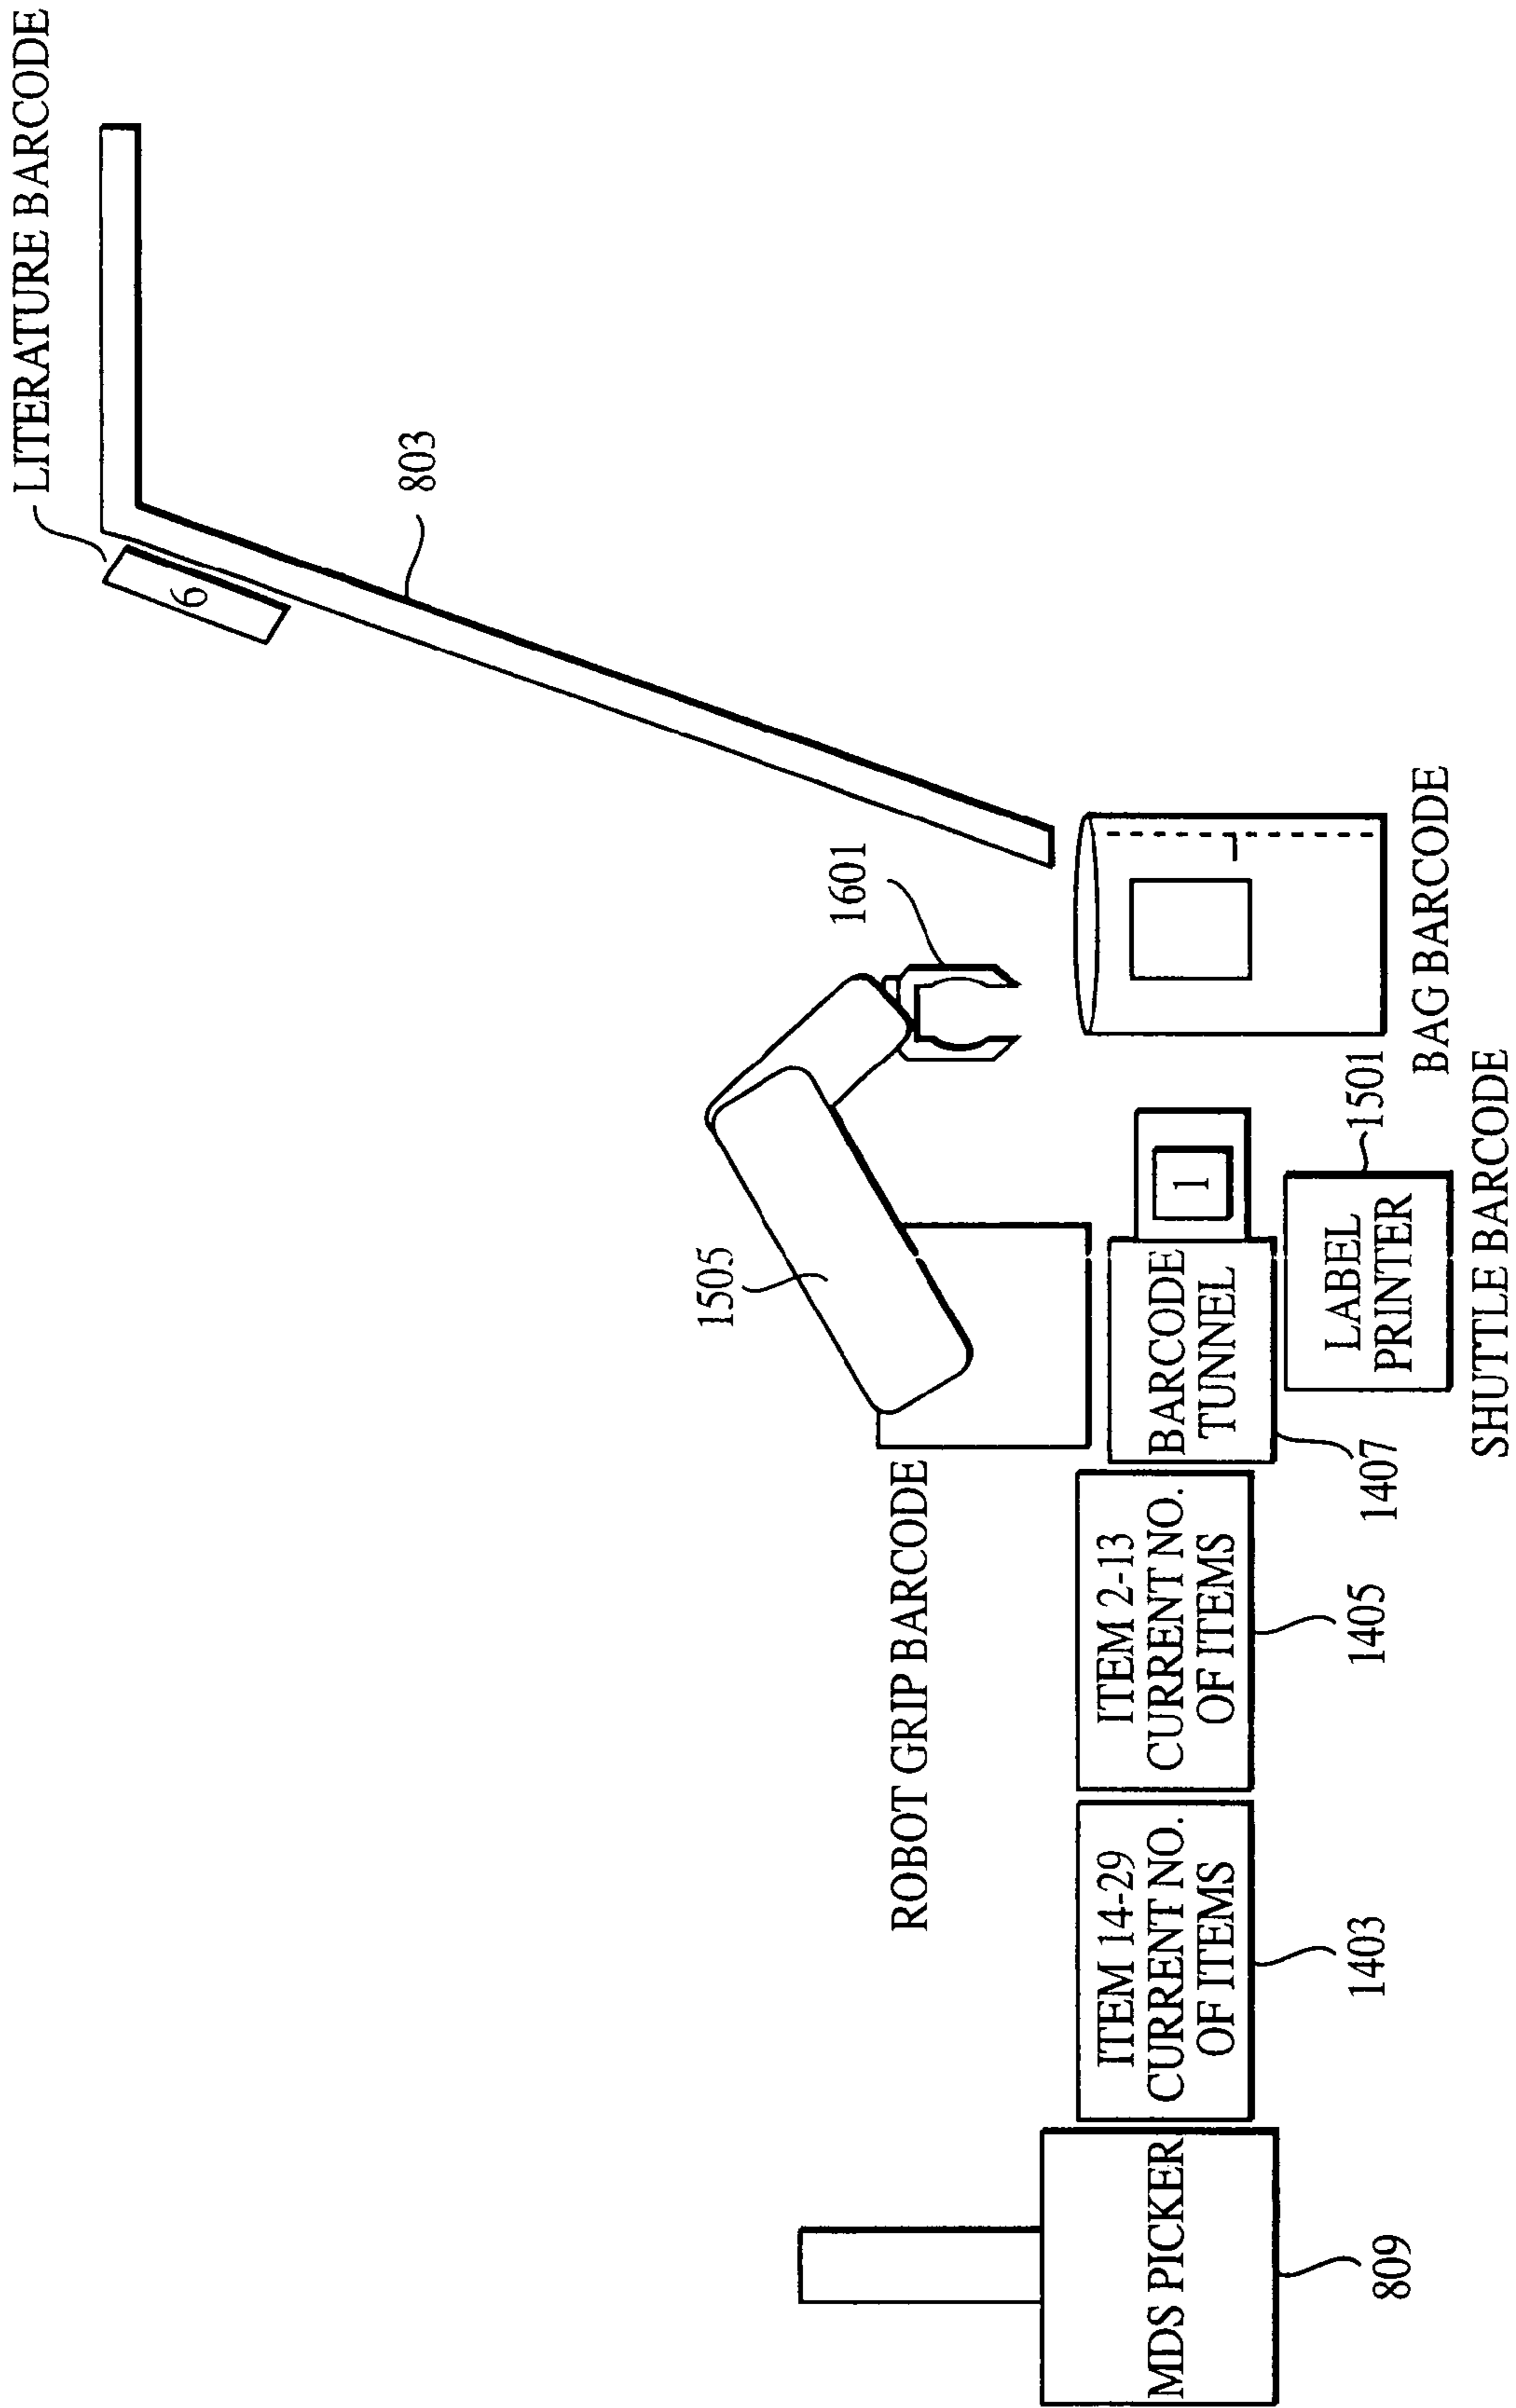 LITERATURE BARCODE
6
803
1601
1505
ROBOT GRIP BARCODE
MDS PICKER
809
ITEM 14-29
CURRENT NO.
OF ITEMS
1403
ITEM 2-13
CURRENT NO.
OF ITEMS
1405
BARCODE
TUNNEL
1407
1
LABEL
PRINTER
1501
BAG BARCODE
SHUTTLE BARCODE